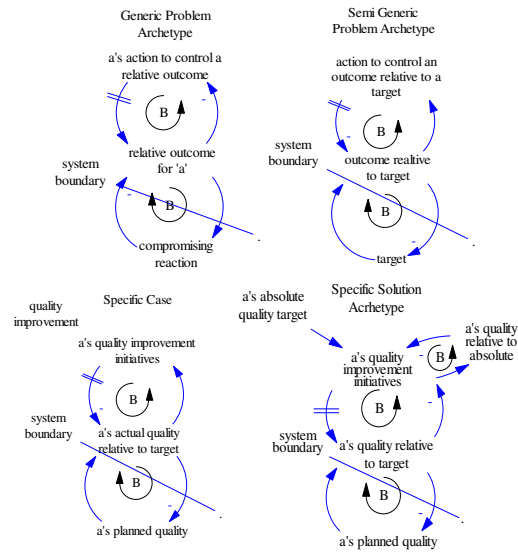 Generic Problem
Archetype
a's action to control a
relative outcome
-
B
relative outcome
for 'a'
system
boundary
-
B
compromising
reaction
.
Semi Generic
Problem Archetype
action to control an
outcome relative to a
target
-
B
system
boundary
outcome realtive
to target
B
-
target
.
quality
improvement
Specific Case
a's quality improvement
initiatives
-
B
system
boundary
a's actual quality
relative to target
B
-
a's planned quality
.
a's absolute
quality target
Specific Solution
Acrhetype
a's quality
relative to
absolute
a's quality
improvement
initiatives
-
B
B
-
system
boundary
a's quality relative
to target
B
-
a's planned quality
.